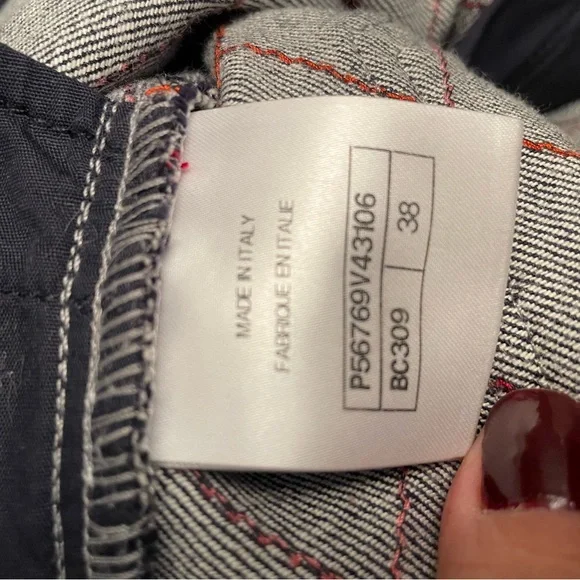 MADE IN ITALY
FABRIQUE EN ITALIE
P56769V43106
BC309 38